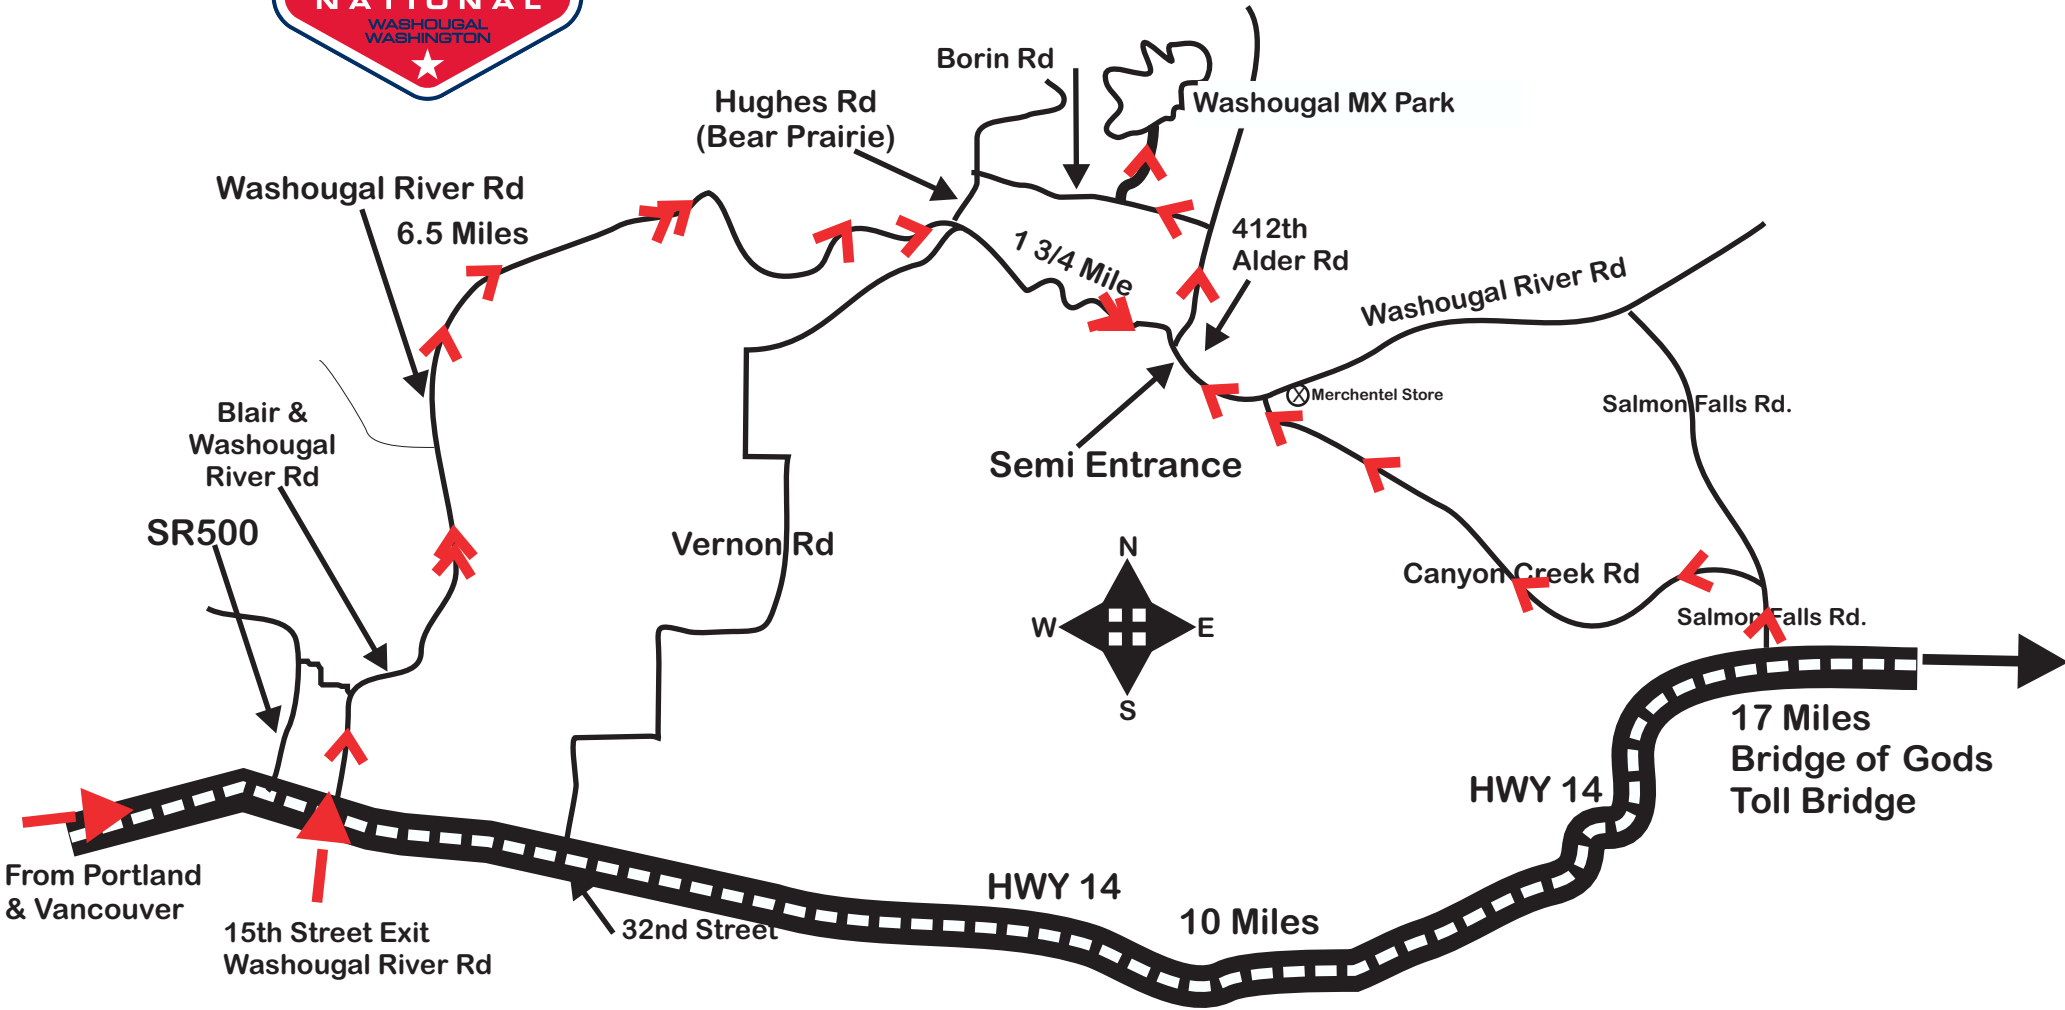 NATIONAL
WASHOUGAL
WASHINGTON
Borin Rd
Hughes Rd
(Bear Prairie)
Washougal MX Park
Washougal River Rd
6.5 Miles
1 3/4 Mile
412th
Alder Rd
Washougal River Rd
Merchentel Store
Salmon Falls Rd.
Blair &
Washougal
River Rd
Semi Entrance
SR500
Vernon Rd
N
W
E
S
Canyon Creek Rd
Salmon Falls Rd.
17 Miles
Bridge of Gods
Toll Bridge
HWY 14
From Portland
& Vancouver
15th Street Exit
Washougal River Rd
32nd Street
HWY 14
10 Miles